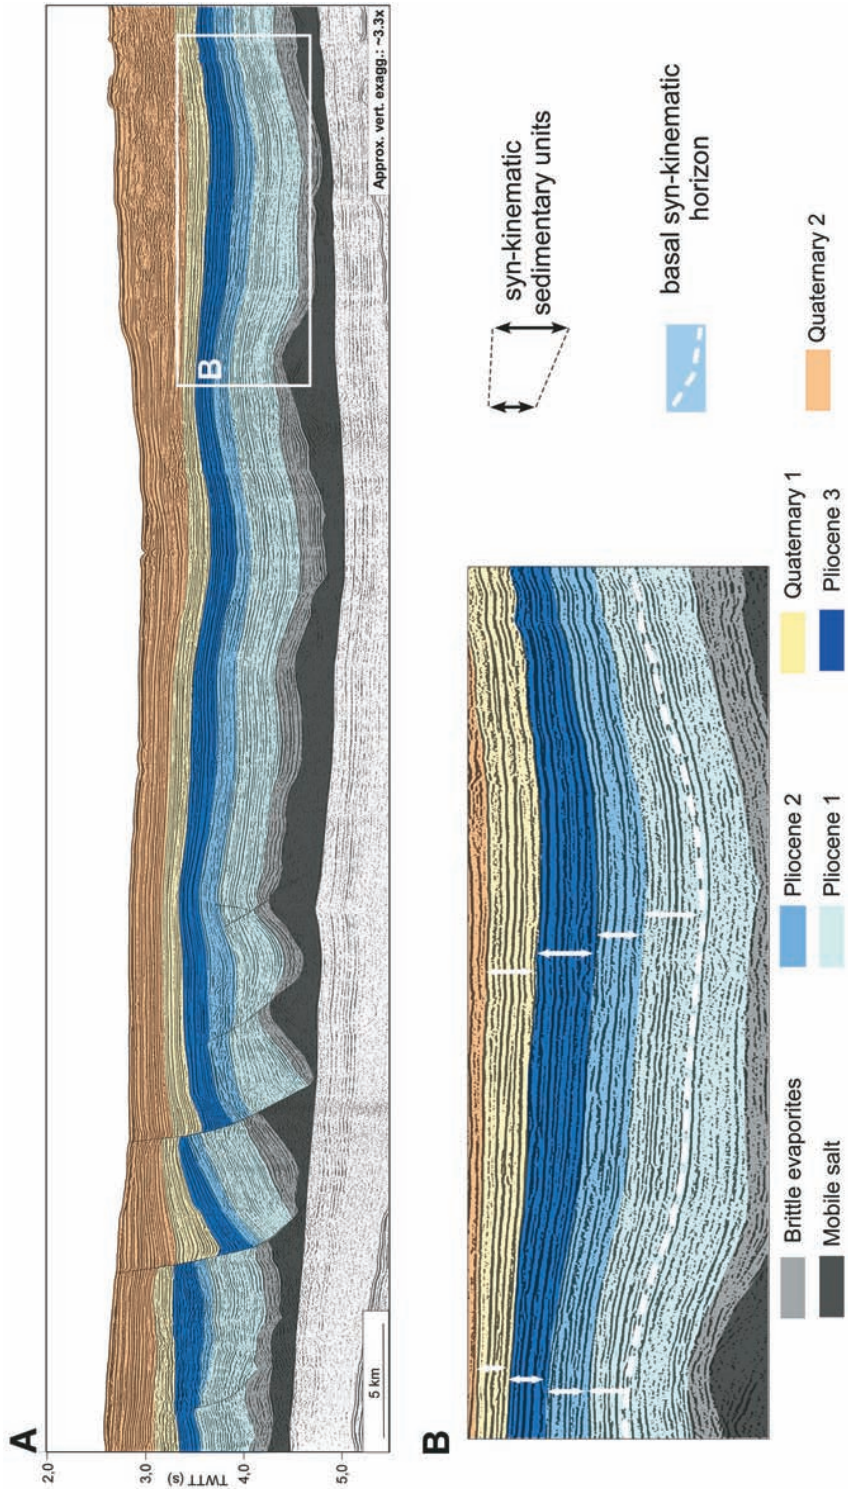 A
2.0
3.0
4.0
5.0
TWTT (s)
5 km
B
Approx. vert. exagg.: ~3.3x
B
syn-kinematic
sedimentary units
basal syn-kinematic
horizon
Brittle evaporites
Pliocene 2
Quaternary 1
Mobile salt
Pliocene 1
Pliocene 3
Quaternary 2